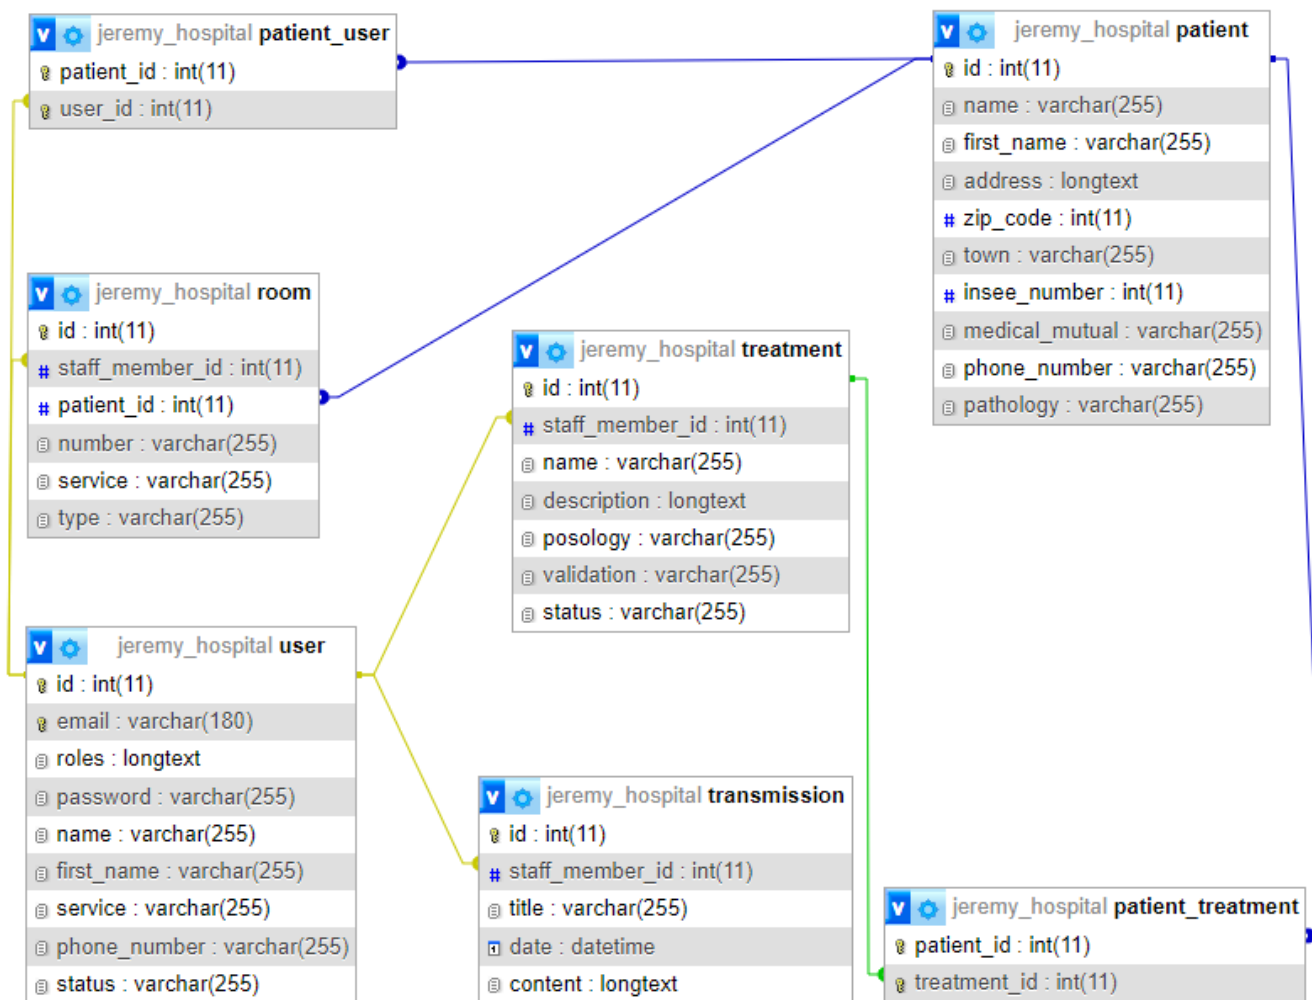 v jeremy_hospital patient_user
patient_id : int(11)
user_id : int(11)
v jeremy_hospital patient
id : int(11)
name : varchar(255)
first_name : varchar(255)
address : longtext
# zip_code : int(11)
town : varchar(255)
# insee_number : int(11)
medical_mutual : varchar(255)
phone_number : varchar(255)
pathology : varchar(255)
v jeremy_hospital room
id : int(11)
# staff_member_id : int(11)
# patient_id : int(11)
number : varchar(255)
service : varchar(255)
type : varchar(255)
v jeremy_hospital treatment
id : int(11)
# staff_member_id : int(11)
name : varchar(255)
description : longtext
posology : varchar(255)
validation : varchar(255)
status : varchar(255)
v jeremy_hospital user
id : int(11)
email : varchar(180)
roles : longtext
password : varchar(255)
name : varchar(255)
first_name : varchar(255)
service : varchar(255)
phone_number : varchar(255)
status : varchar(255)
v jeremy_hospital transmission
id : int(11)
# staff_member_id : int(11)
title : varchar(255)
date : datetime
content : longtext
v jeremy_hospital patient_treatment
patient_id : int(11)
treatment_id : int(11)